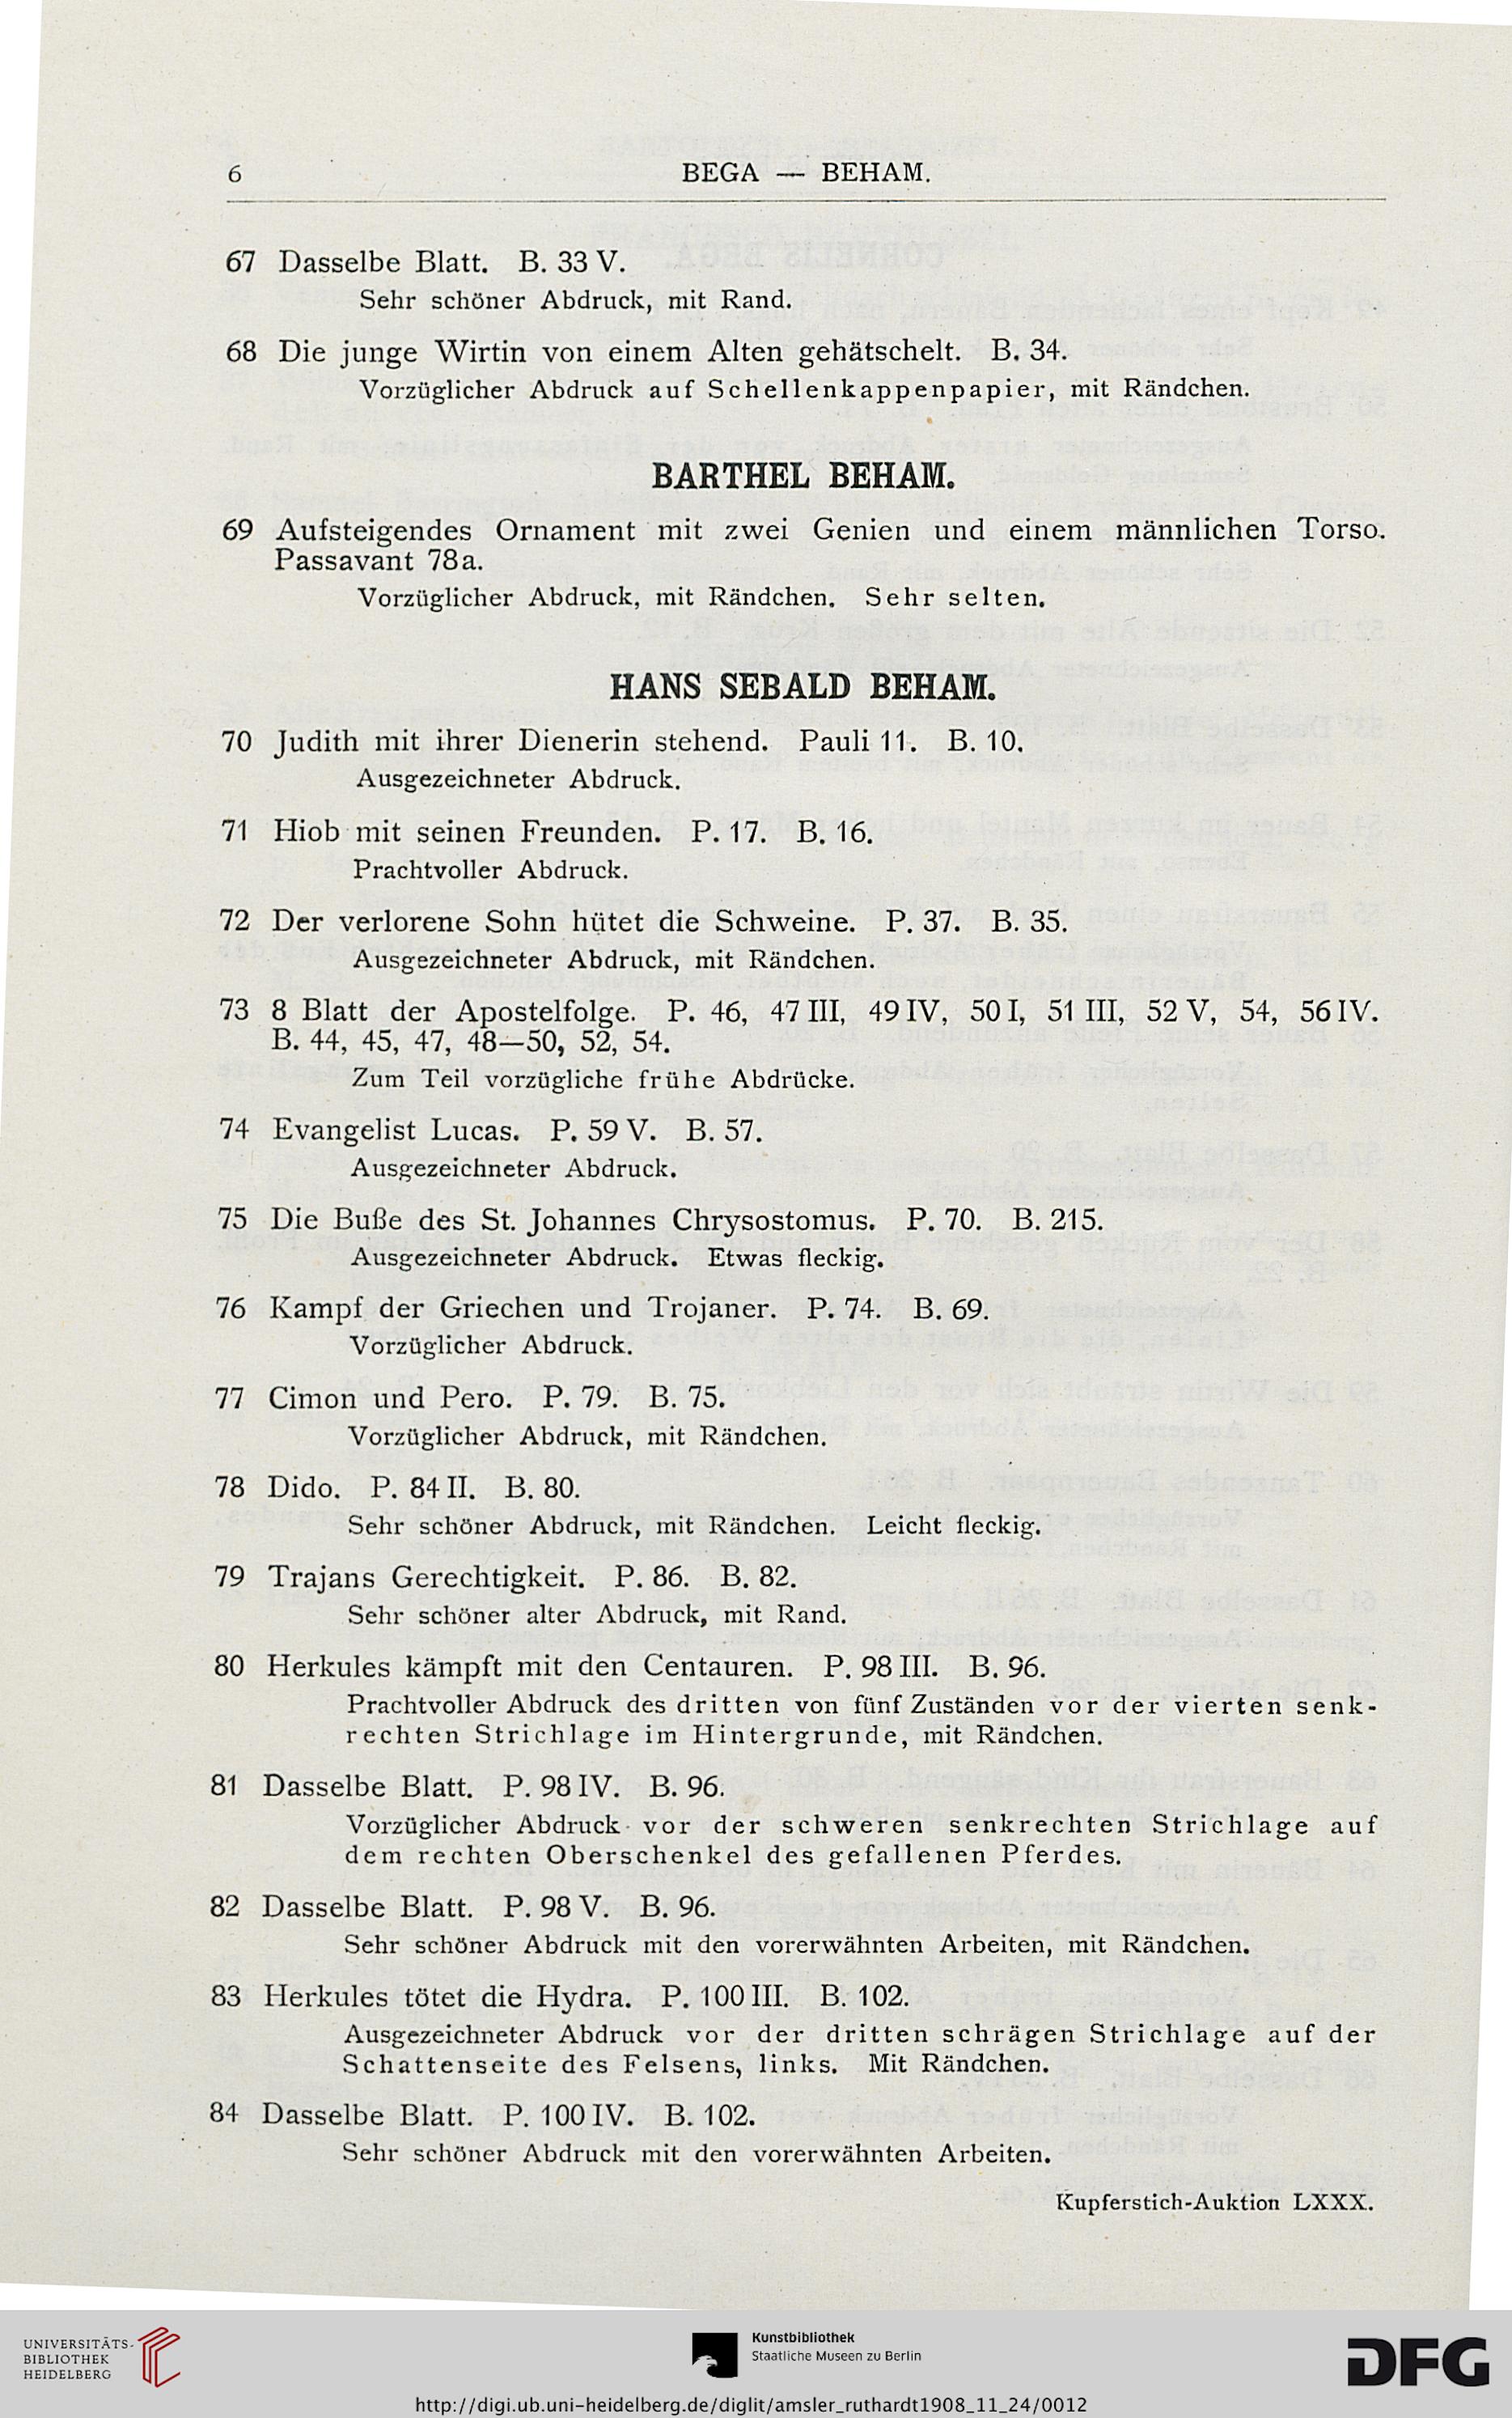 6
BEGA — BEHAM.
67 Dasselbe Blatt. B. 33 V.
Sehr schöner Abdruck, mit Rand.
68 Die junge Wirtin von einem Alten gehätschelt. B. 34.
Vorzüglicher Abdruck auf Schellenkappenpapier, mit Rändchen.
BARTHEL BEHAM.
69 Aufsteigendes Ornament mit zwei Genien und einem männlichen Torso.
Passavant 78a.
Vorzüglicher Abdruck, mit Rändchen. Sehr selten.
HANS SEBALD BEHAM.
70 Judith mit ihrer Dienerin stehend. Pauli 11. B. 10.
Ausgezeichneter Abdruck.
71 Hiob mit seinen Freunden. P. 17. B. 16.
Prachtvoller Abdruck.
72 Der verlorene Sohn hütet die Schweine. P. 37. B. 35.
Ausgezeichneter Abdruck, mit Rändchen.
73 8 Blatt der Apostelfolge. P. 46, 47 III, 49 IV, 50 I, 51 III, 52 V, 54, 56 IV.
B. 44, 45, 47, 48—50, 52, 54.
Zum Teil vorzügliche frühe Abdrücke.
74 Evangelist Lucas. P. 59 V. B. 57.
Ausgezeichneter Abdruck.
75 Die Buße des St. Johannes Chrysostomus. P. 70. B. 215.
Ausgezeichneter Abdruck. Etwas fleckig.
76 Kampf der Griechen und Trojaner. P. 74. B. 69.
Vorzüglicher Abdruck.
77 Cimon und Pero. P. 79. B. 75.
Vorzüglicher Abdruck, mit Rändchen.
78 Dido. P. 84 II. B. 80.
Sehr schöner Abdruck, mit Rändchen. Leicht fleckig.
79 Trajans Gerechtigkeit. P. 86. B. 82.
Sehr schöner alter Abdruck, mit Rand.
80 Herkules kämpft mit den Centauren. P. 98 III. B. 96.
Prachtvoller Abdruck des dritten von fünf Zuständen vor der vierten senk-
rechten Strichlage im Hintergrunde, mit Rändchen.
81 Dasselbe Blatt. P. 98 IV. B. 96.
Vorzüglicher Abdruck vor der schweren senkrechten Strichlage auf
dem rechten Oberschenkel des gefallenen Pferdes.
82 Dasselbe Blatt. P. 98 V. B. 96.
Sehr schöner Abdruck mit den vorerwähnten Arbeiten, mit Rändchen.
83 Herkules tötet die Hydra. P. 100 III. B. 102.
Ausgezeichneter Abdruck vor der dritten schrägen Strichlage auf der
Schattenseite des Felsens, links. Mit Rändchen.
84 Dasselbe Blatt. P. 100 IV. B. 102.
Sehr schöner Abdruck mit den vorerwähnten Arbeiten.
Kupferstich-Auktion LXXX.
UNIVERSITÄTS-
BIBLIOTHEK
HEIDELBERG
Kunstbibliothek
Staatliche Museen zu Berlin
DFG
http://digi.ub.uni-heidelberg.de/diglit/amsler_ruthardt1908_11_24/0012